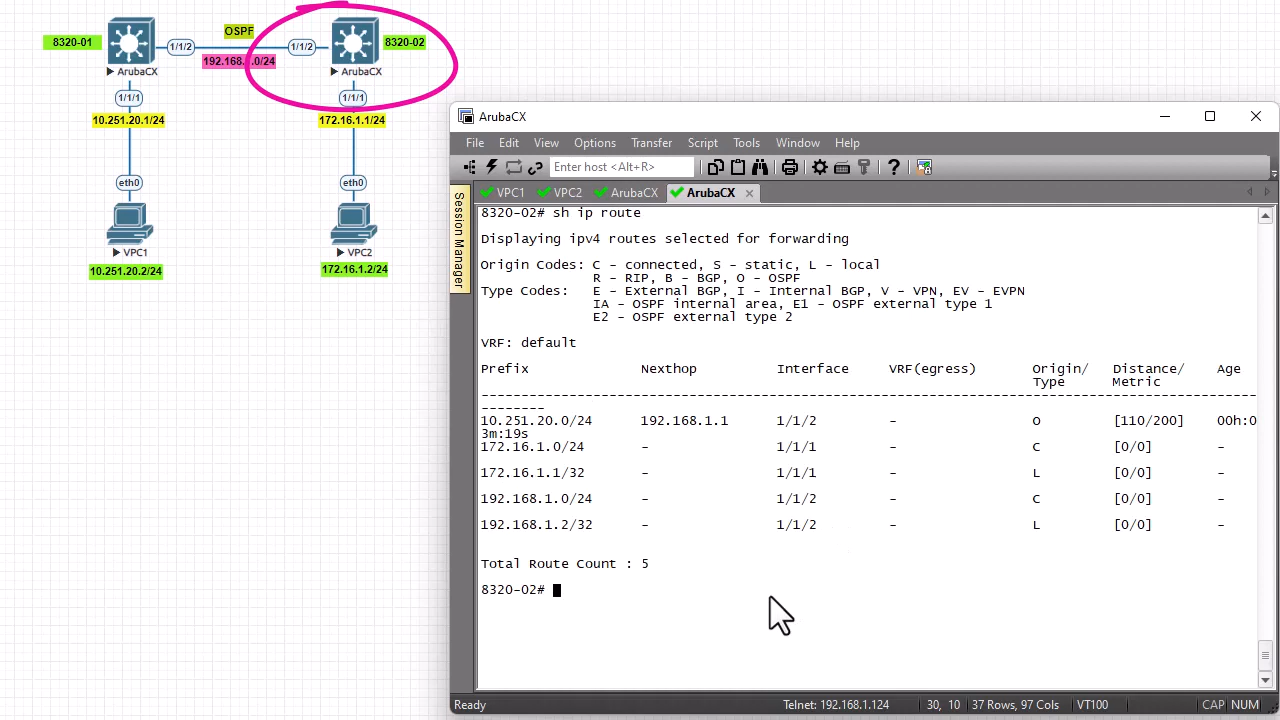 OSPF
8320-01
1/1/2
1/1/2
8320-02
192.168. .0/24
ArubaCX
ArubaCX
1/1/1
1/1/1
10.251.20.1/24
172.16.1.1/24
eth0
eth0
VPC1
VPC2
10.251.20.2/24
172.16.1.2/24
ArubaCX
File Edit View Options Transfer Script Tools Window Help
Enter host <Alt+R>
Session Manager
VPC1 VPC2 ArubaCX ArubaCX
8320-02# sh ip route
Displaying ipv4 routes selected for forwarding
Origin Codes: C - connected, S - static, L - local
R - RIP, B - BGP, O - OSPF
Type Codes: E - External BGP, I - Internal BGP, V - VPN, EV - EVPN
IA - OSPF internal area, E1 - OSPF external type 1
E2 - OSPF external type 2
VRF: default
Prefix Nexthop Interface VRF(egress) Origin/ Distance/ Age
Type Metric
------------------------------------------------------------------------------------------------
--------
10.251.20.0/24 192.168.1.1 1/1/2 - O [110/200] 00h:0
3m:19s
172.16.1.0/24 - 1/1/1 - C [0/0] -
172.16.1.1/32 - 1/1/1 - L [0/0] -
192.168.1.0/24 - 1/1/2 - C [0/0] -
192.168.1.2/32 - 1/1/2 - L [0/0] -
Total Route Count : 5
8320-02#
Ready Telnet: 192.168.1.124 30, 10 37 Rows, 97 Cols VT100 CAP NUM